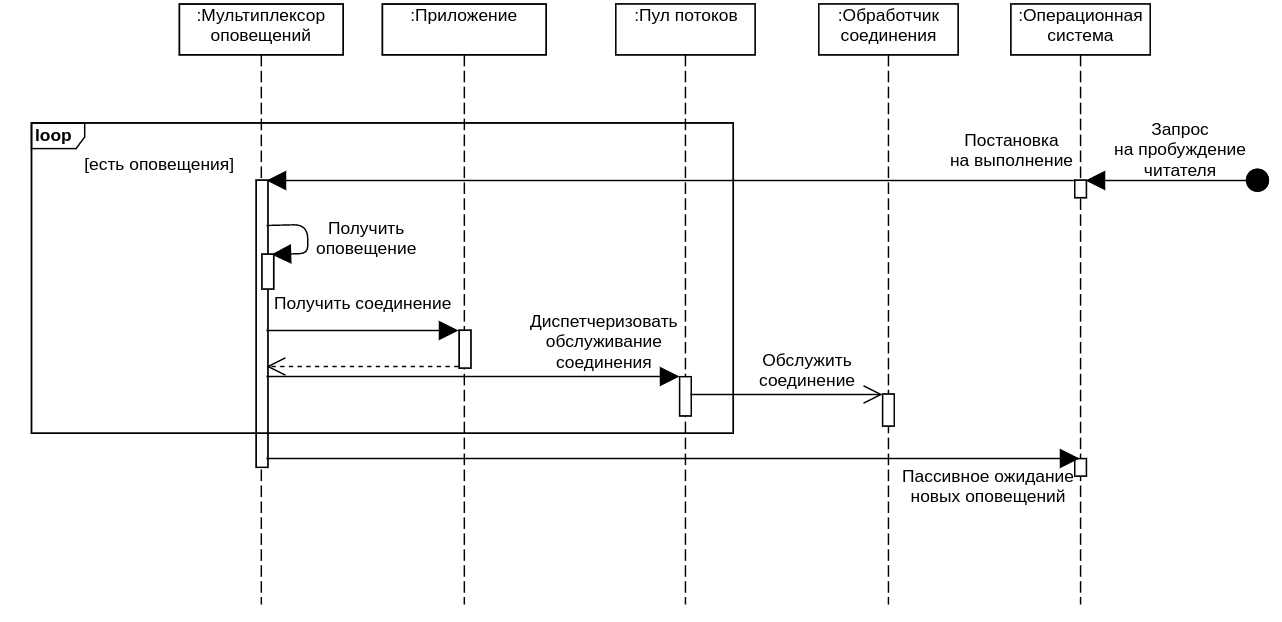 :Мультиплексор
оповещений
:Приложение
:Пул потоков
:Обработчик
соединения
:Операционная
система
loop
[есть оповещения]
Постановка
на выполнение
Запрос
на пробуждение
читателя
Получить
оповещение
Получить соединение
Диспетчеризовать
обслуживание
соединения
Обслужить
соединение
Пассивное ожидание
новых оповещений